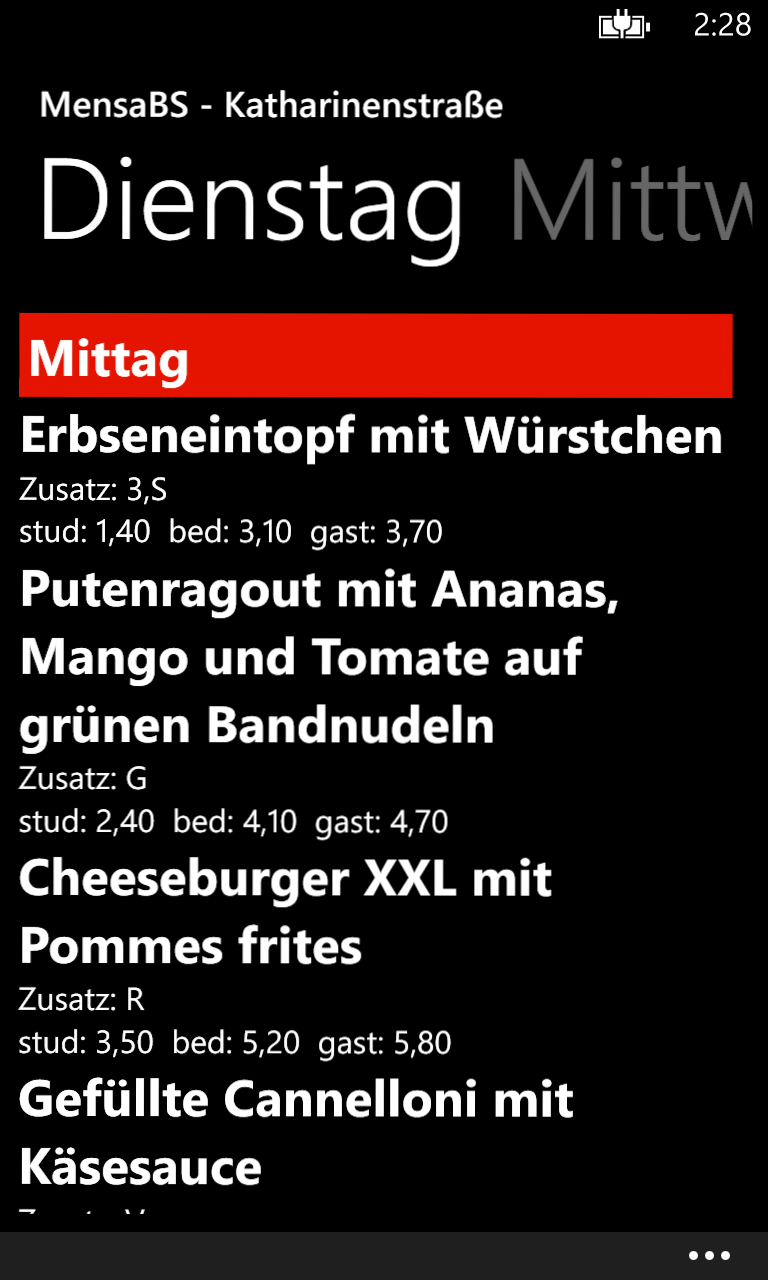 2:28
MensaBS - Katharinenstraße
Dienstag
Mittag
Erbseneintopf mit Würstchen
Zusatz: 3,S
stud: 1,40 bed: 3,10 gast: 3,70
Putenragout mit Ananas,
Mango und Tomate auf
grünen Bandnudeln
Zusatz: G
stud: 2,40 bed: 4,10 gast: 4,70
Cheeseburger XXL mit
Pommes frites
Zusatz: R
stud: 3,50 bed: 5,20 gast: 5,80
Gefüllte Cannelloni mit
Käsesauce